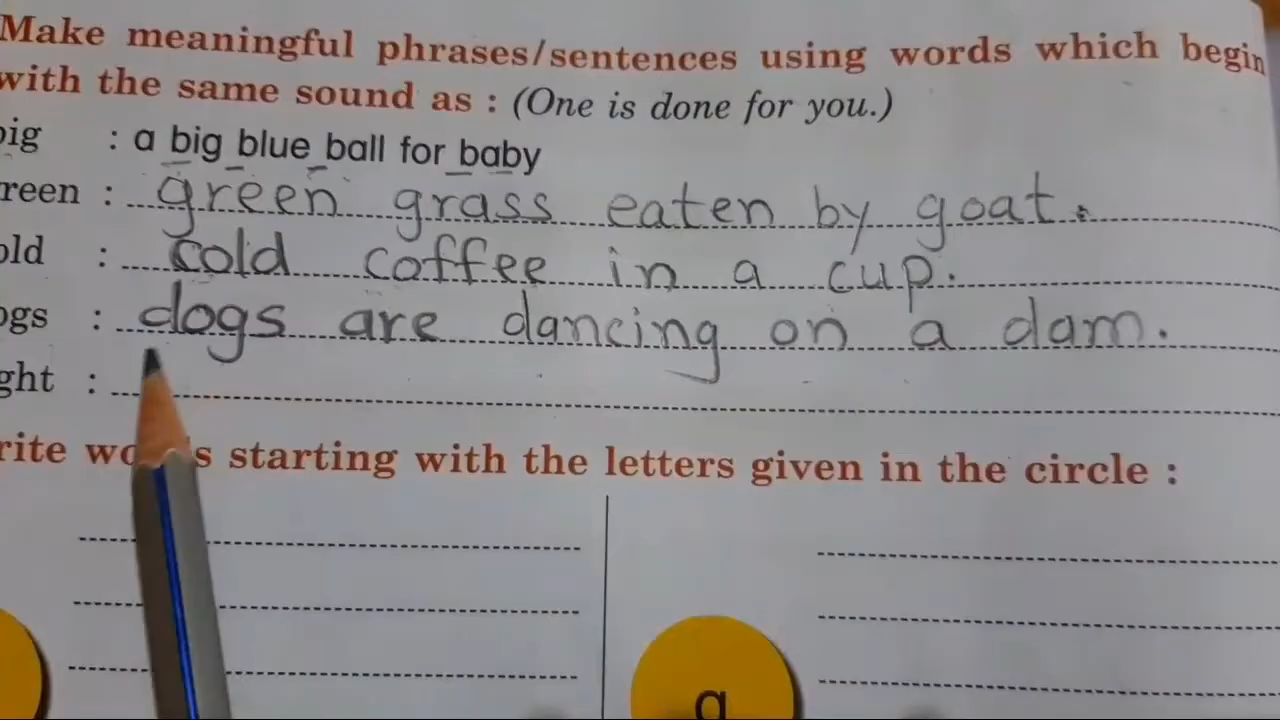 Make meaningful phrases/sentences using words which begin
with the same sound as : (One is done for you.)
big : a big blue ball for baby
reen : green grass eaten by goat.
old : cold coffee in a cup.
ogs : dogs are dancing on a dam.
ght :
rite words starting with the letters given in the circle :
g